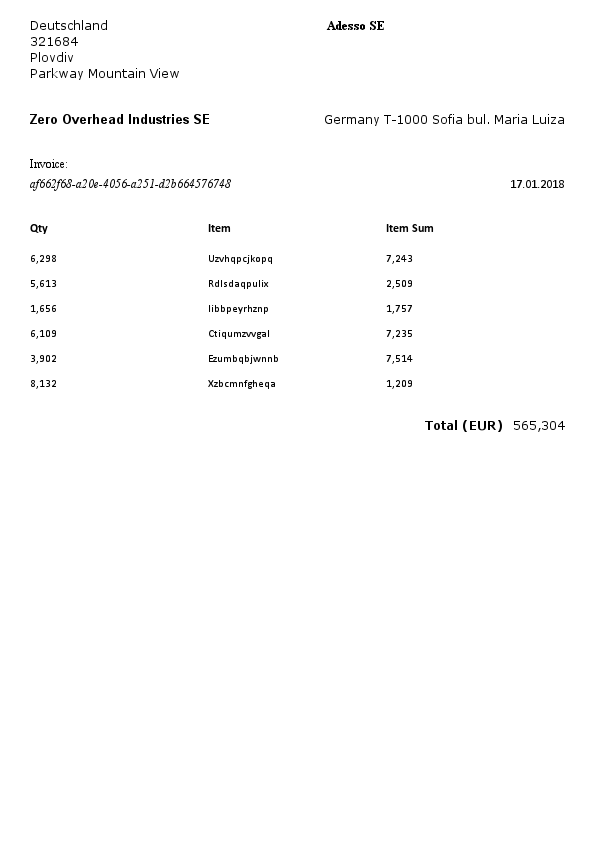 Deutschland
321684
Plovdiv
Parkway Mountain View
Adesso SE
Zero Overhead Industries SE
Germany T-1000 Sofia bul. Maria Luiza
Invoice:
af662f68-a20e-4056-a251-d2b664576748
17.01.2018
Qty Item Item Sum
6,298 Uzvhqpcjkopq 7,243
5,613 Rdlsdaqpulix 2,509
1,656 Iibbpeyrhznp 1,757
6,109 Ctiqumzvvgal 7,235
3,902 Ezumbqbjwnnb 7,514
8,132 Xzbcmnfgheqa 1,209
Total (EUR) 565,304